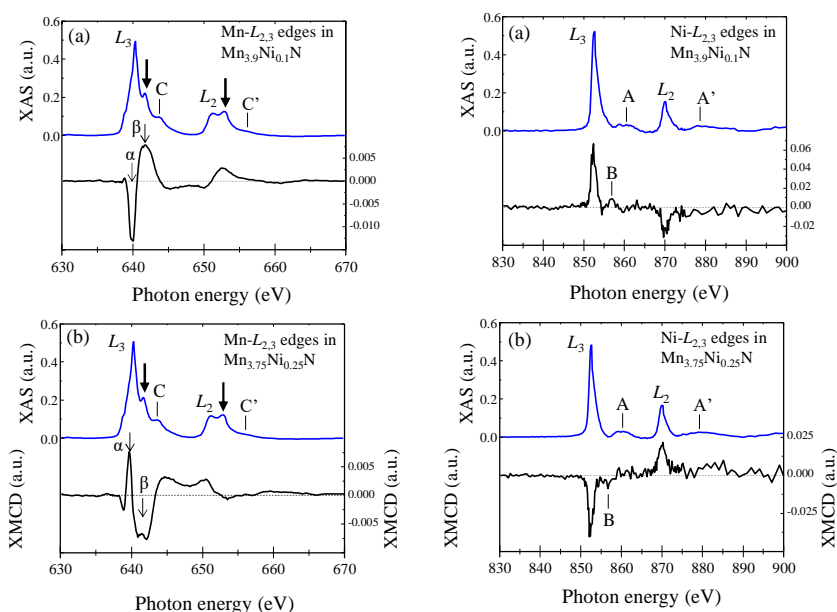 (a)
Mn-L2,3 edges in
Mn3.9Ni0.1N
L3
C
L2
C'
β
α
XAS (a.u.)
0.6
0.4
0.2
0.0
0.005
0.000
-0.005
-0.010
630 640 650 660 670
Photon energy (eV)
(a)
Ni-L2,3 edges in
Mn3.9Ni0.1N
L3
A
L2
A'
B
XAS (a.u.)
0.6
0.4
0.2
0.0
0.06
0.04
0.02
0.00
-0.02
830 840 850 860 870 880 890 900
Photon energy (eV)
(b)
Mn-L2,3 edges in
Mn3.75Ni0.25N
L3
C
L2
C'
α
β
XAS (a.u.)
0.6
0.4
0.2
0.0
0.005
0.000
-0.005
XMCD (a.u.)
XMCD (a.u.)
630 640 650 660 670
Photon energy (eV)
(b)
Ni-L2,3 edges in
Mn3.75Ni0.25N
L3
A
L2
A'
B
XAS (a.u.)
0.6
0.4
0.2
0.0
0.025
0.000
-0.025
XMCD (a.u.)
XMCD (a.u.)
830 840 850 860 870 880 890 900
Photon energy (eV)